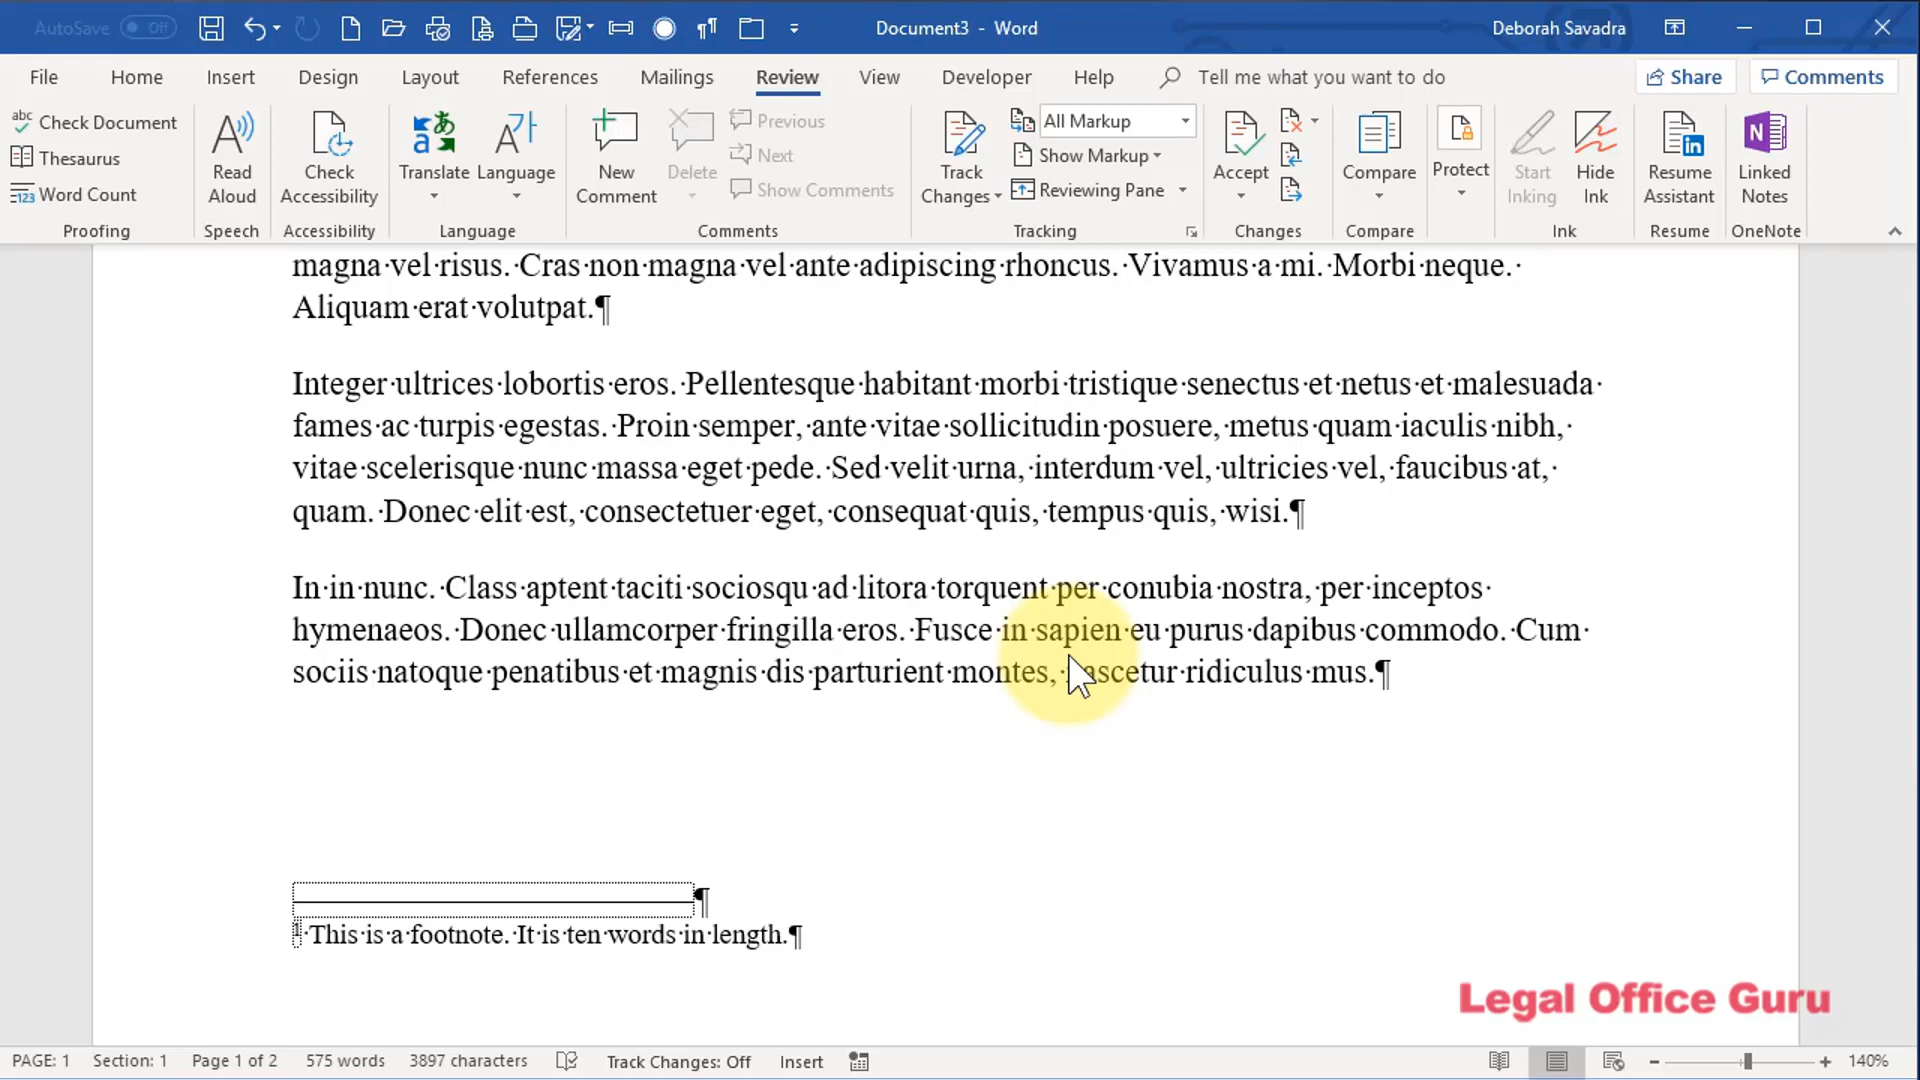 AutoSave Off
Document3 - Word
Deborah Savadra
File Home Insert Design Layout References Mailings Review View Developer Help Tell me what you want to do Share Comments
abc Check Document
Thesaurus
123 Word Count
Proofing
Read Aloud
Speech
Check Accessibility
Accessibility
Translate
Language
Language
New Comment
Delete
Previous
Next
Show Comments
Comments
Track Changes
All Markup
Show Markup
Reviewing Pane
Tracking
Accept
Changes
Compare
Compare
Protect
Start Inking
Hide Ink
Ink
Resume Assistant
Resume
Linked Notes
OneNote
magna·vel·risus.··Cras·non·magna·vel·ante·adipiscing·rhoncus.··Vivamus·a·mi.··Morbi·neque.··
Aliquam·erat·volutpat.¶
Integer·ultrices·lobortis·eros.··Pellentesque·habitant·morbi·tristique·senectus·et·netus·et·malesuada·
fames·ac·turpis·egestas.··Proin·semper,·ante·vitae·sollicitudin·posuere,·metus·quam·iaculis·nibh,·
vitae·scelerisque·nunc·massa·eget·pede.··Sed·velit·urna,·interdum·vel,·ultricies·vel,·faucibus·at,·
quam.··Donec·elit·est,·consectetuer·eget,·consequat·quis,·tempus·quis,·wisi.¶
In·in·nunc.··Class·aptent·taciti·sociosqu·ad·litora·torquent·per·conubia·nostra,·per·inceptos·
hymenaeos.··Donec·ullamcorper·fringilla·eros.··Fusce·in·sapien·eu·purus·dapibus·commodo.··Cum·
sociis·natoque·penatibus·et·magnis·dis·parturient·montes,·nascetur·ridiculus·mus.¶
¶
1·This·is·a·footnote.··It·is·ten·words·in·length.¶
Legal Office Guru
PAGE: 1 Section: 1 Page 1 of 2 575 words 3897 characters Track Changes: Off Insert 140%